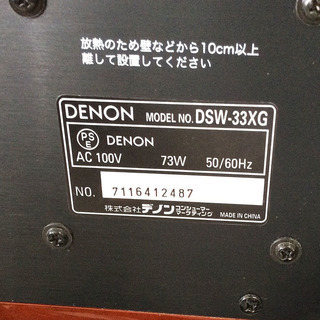 放熱のため壁などから10cm以上
離して設置してください
DENON MODEL NO. DSW-33XG
PSE DENON
AC 100V 73W 50/60Hz
NO. 7116412487
株式会社デノン コンシューマー マーケティング
MADE IN CHINA